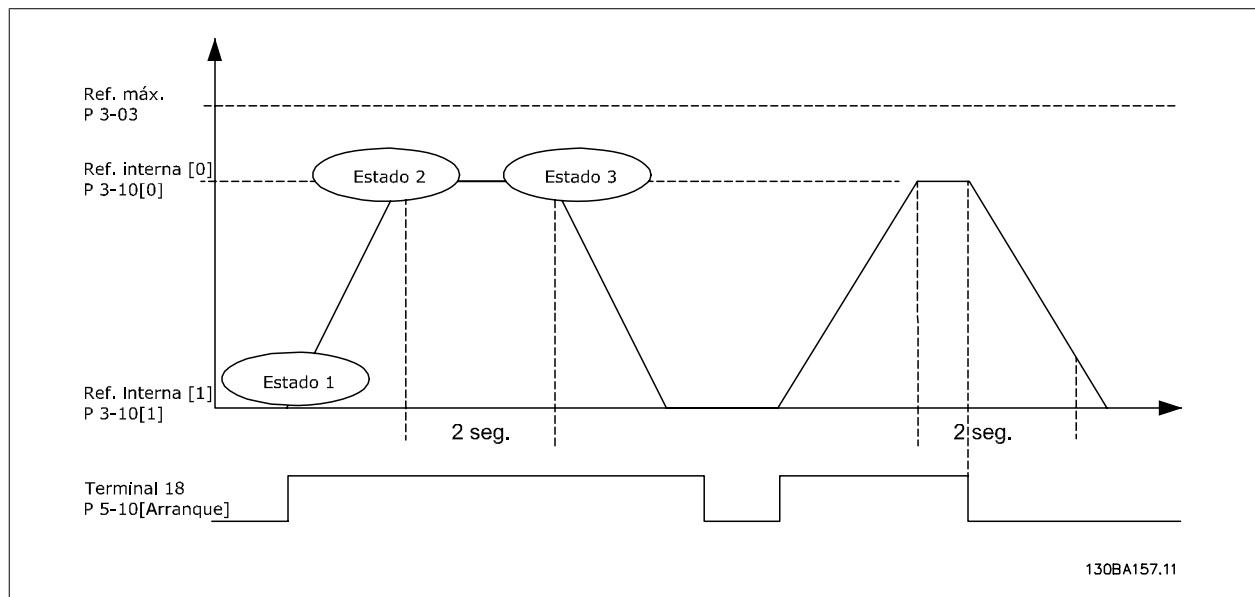 Ref. máx.
P 3-03
Ref. interna [0]
P 3-10[0]
Estado 2
Estado 3
Estado 1
Ref. Interna [1]
P 3-10[1]
2 seg.
2 seg.
Terminal 18
P 5-10[Arranque]
130BA157.11